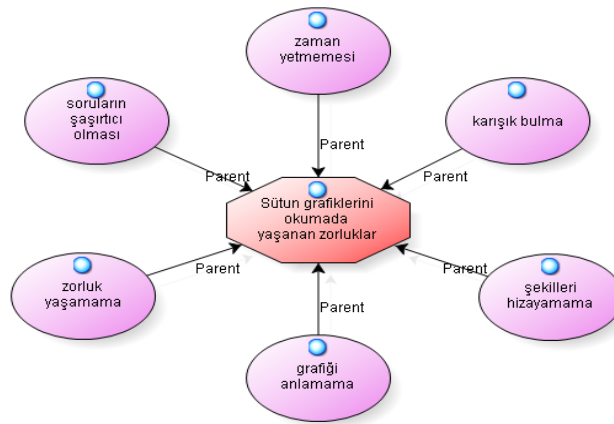 zaman
yetmemesi
soruların
şaşırtıcı
olması
karışık bulma
Parent
Parent
Parent
Sütun grafiklerini
okumada
yaşanan zorluklar
zorluk
yaşamama
Parent
Parent
şekilleri
hizayamama
Parent
grafiği
anlamama